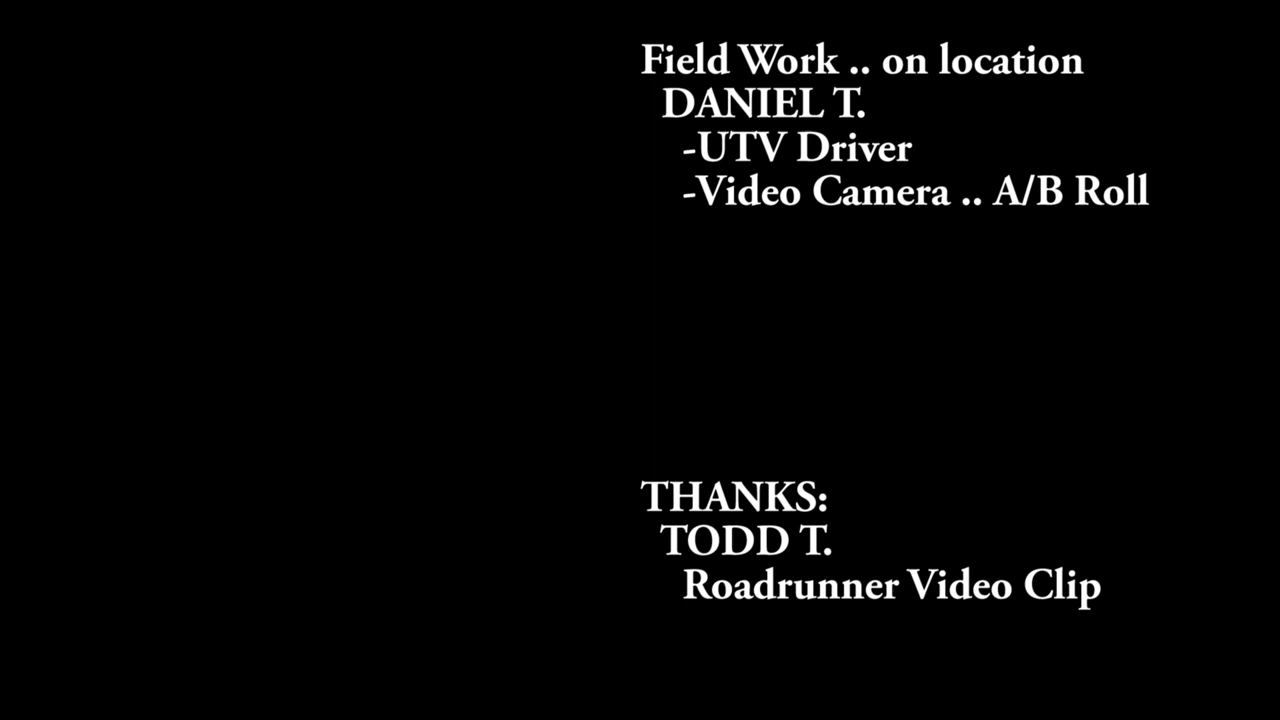 Field Work .. on location
DANIEL T.
-UTV Driver
-Video Camera .. A/B Roll
THANKS:
TODD T.
Roadrunner Video Clip